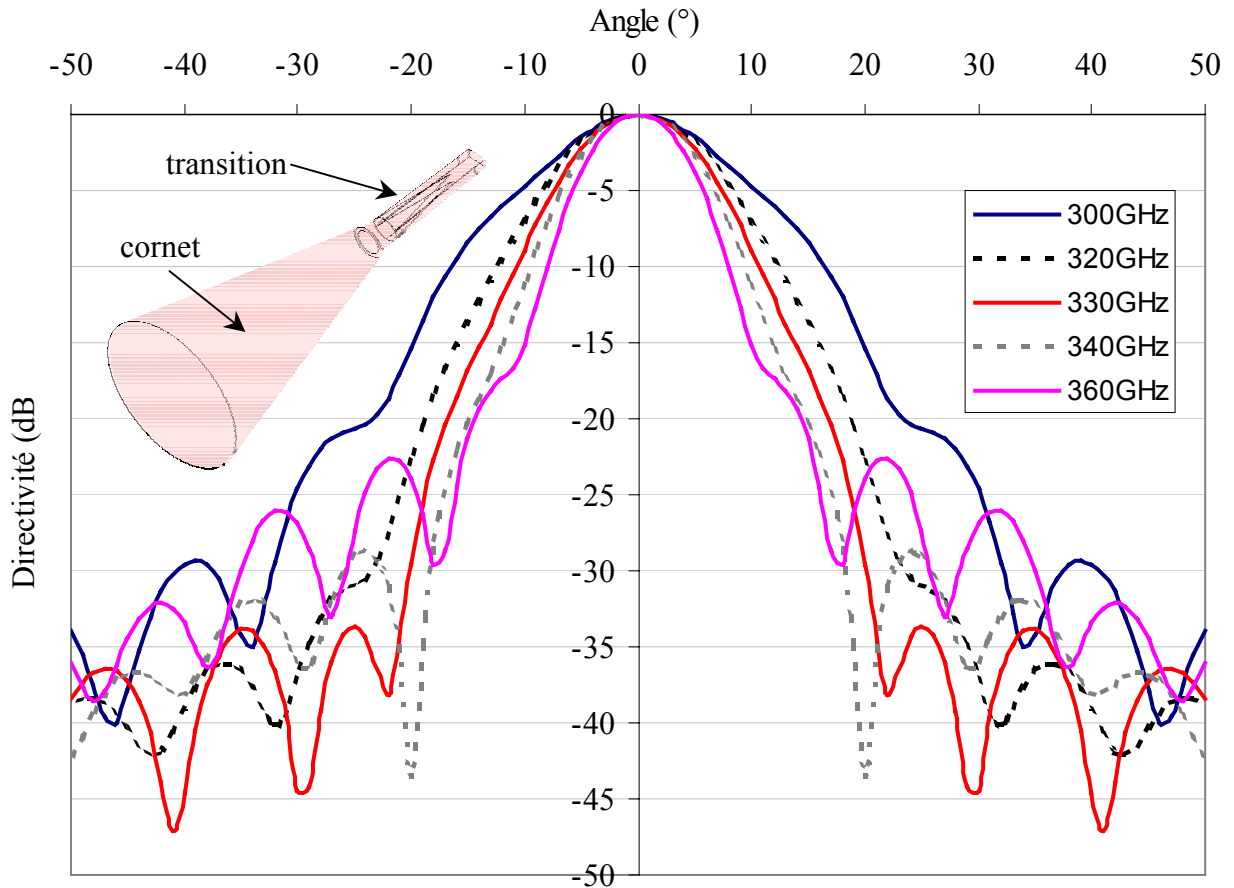 Angle (°)
-50 -40 -30 -20 -10 0 10 20 30 40 50
0
-5
-10
-15
-20
-25
-30
-35
-40
-45
-50
Directivité (dB
transition
cornet
300GHz
320GHz
330GHz
340GHz
360GHz